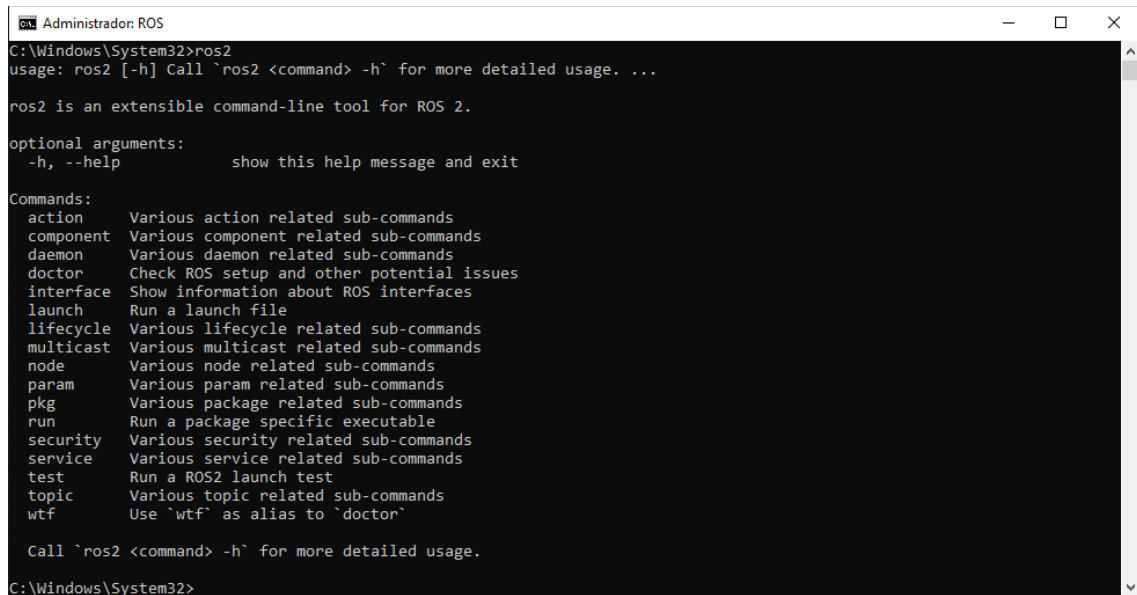 Administrador: ROS
C:\Windows\System32>ros2
usage: ros2 [-h] Call `ros2 <command> -h` for more detailed usage. ...
ros2 is an extensible command-line tool for ROS 2.
optional arguments:
  -h, --help            show this help message and exit
Commands:
  action     Various action related sub-commands
  component  Various component related sub-commands
  daemon     Various daemon related sub-commands
  doctor     Check ROS setup and other potential issues
  interface  Show information about ROS interfaces
  launch     Run a launch file
  lifecycle  Various lifecycle related sub-commands
  multicast  Various multicast related sub-commands
  node       Various node related sub-commands
  param      Various param related sub-commands
  pkg        Various package related sub-commands
  run        Run a package specific executable
  security   Various security related sub-commands
  service    Various service related sub-commands
  test       Run a ROS2 launch test
  topic      Various topic related sub-commands
  wtf        Use `wtf` as alias to `doctor`
  Call `ros2 <command> -h` for more detailed usage.
C:\Windows\System32>